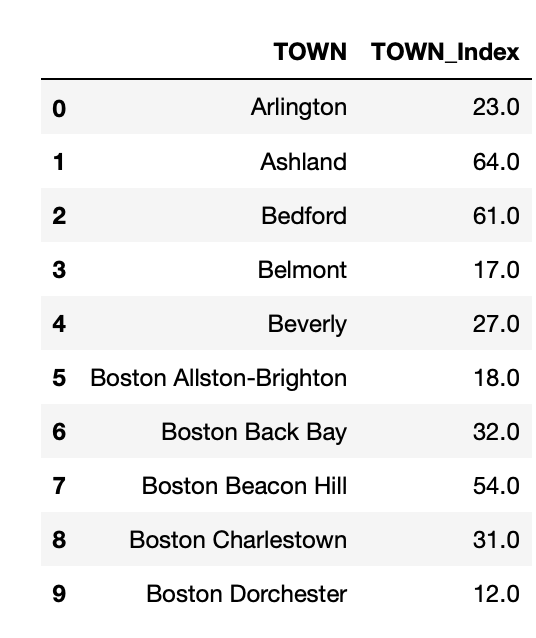 TOWN TOWN_Index
0 Arlington 23.0
1 Ashland 64.0
2 Bedford 61.0
3 Belmont 17.0
4 Beverly 27.0
5 Boston Allston-Brighton 18.0
6 Boston Back Bay 32.0
7 Boston Beacon Hill 54.0
8 Boston Charlestown 31.0
9 Boston Dorchester 12.0